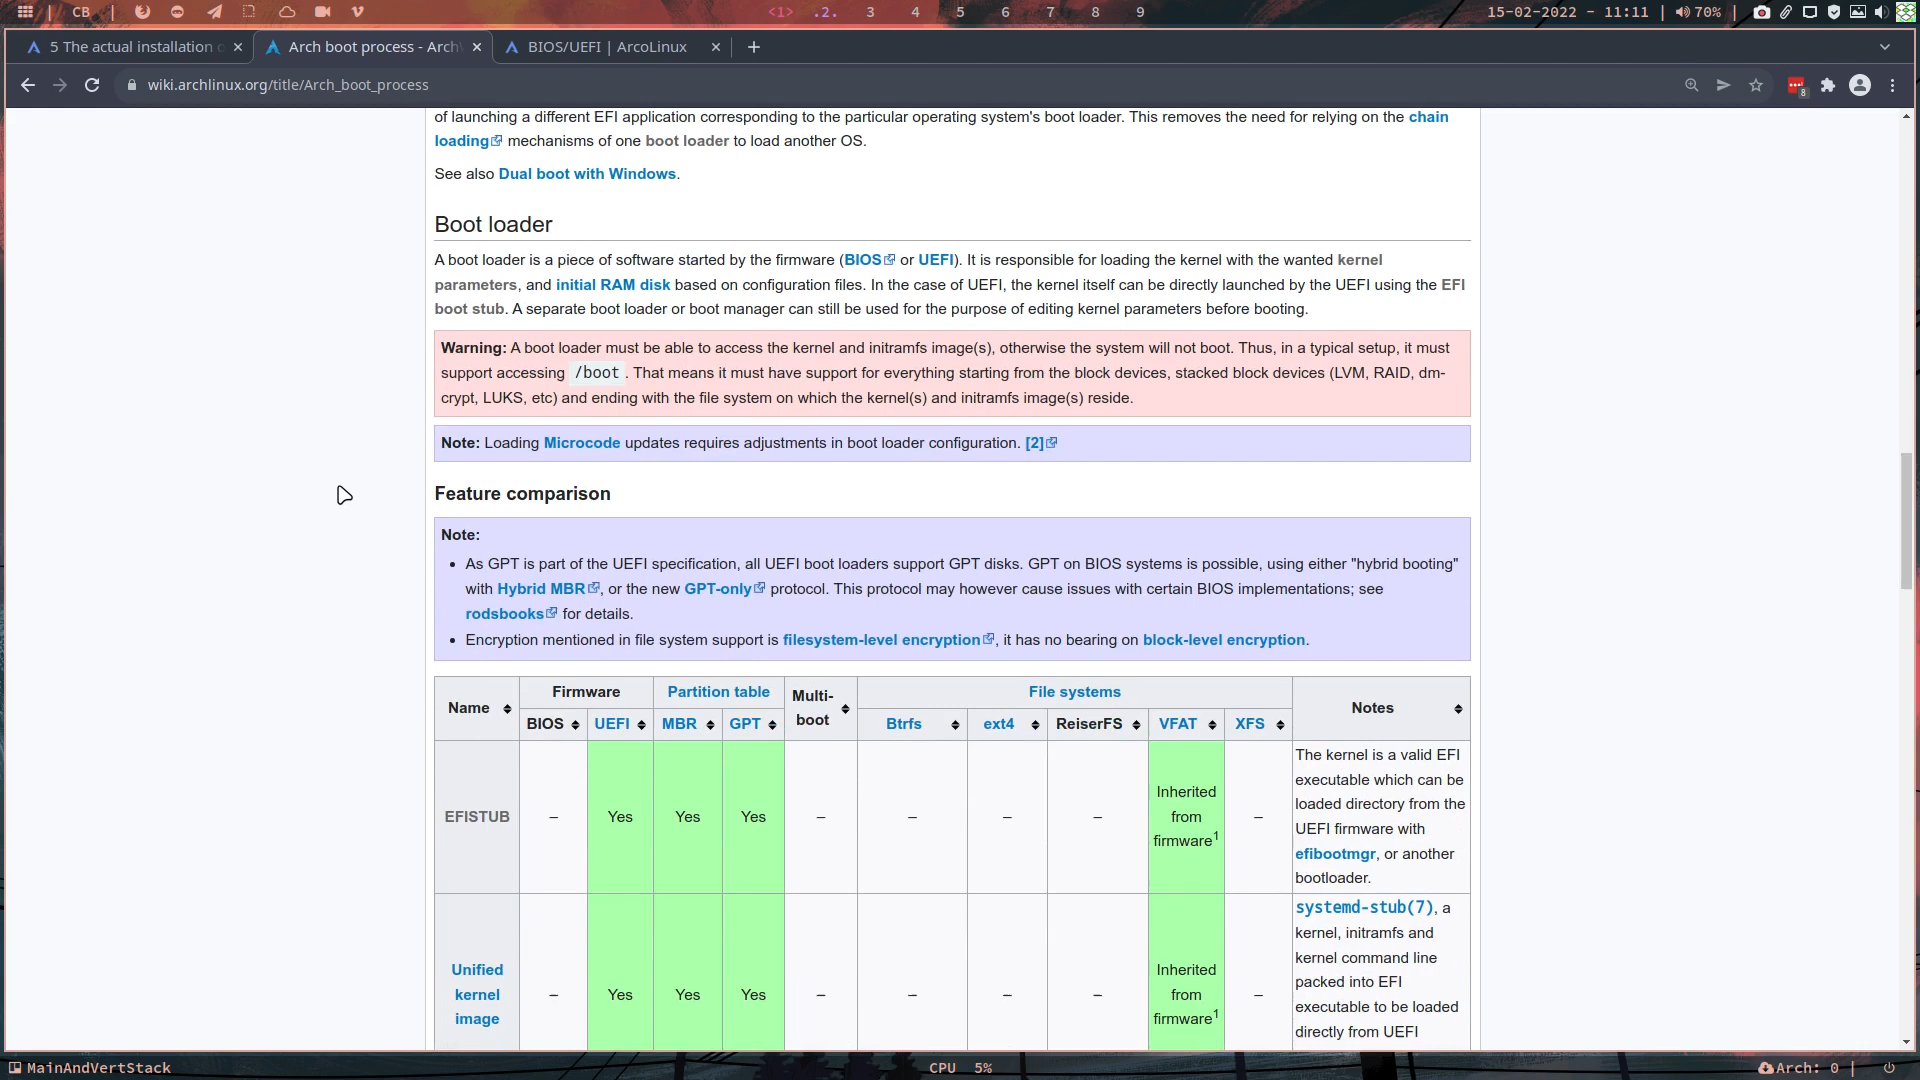 CB
<1> .2. 3 4 5 6 7 8 9
15-02-2022 - 11:11 | 70% |
5 The actual installation
Arch boot process - Arch
BIOS/UEFI | ArcoLinux
wiki.archlinux.org/title/Arch_boot_process
8
of launching a different EFI application corresponding to the particular operating system's boot loader. This removes the need for relying on the chain
loading mechanisms of one boot loader to load another OS.
See also Dual boot with Windows.
Boot loader
A boot loader is a piece of software started by the firmware (BIOS or UEFI). It is responsible for loading the kernel with the wanted kernel
parameters, and initial RAM disk based on configuration files. In the case of UEFI, the kernel itself can be directly launched by the UEFI using the EFI
boot stub. A separate boot loader or boot manager can still be used for the purpose of editing kernel parameters before booting.
Warning: A boot loader must be able to access the kernel and initramfs image(s), otherwise the system will not boot. Thus, in a typical setup, it must
support accessing /boot. That means it must have support for everything starting from the block devices, stacked block devices (LVM, RAID, dm-
crypt, LUKS, etc) and ending with the file system on which the kernel(s) and initramfs image(s) reside.
Note: Loading Microcode updates requires adjustments in boot loader configuration. [2]
Feature comparison
Note:
• As GPT is part of the UEFI specification, all UEFI boot loaders support GPT disks. GPT on BIOS systems is possible, using either "hybrid booting"
with Hybrid MBR, or the new GPT-only protocol. This protocol may however cause issues with certain BIOS implementations; see
rodsbooks for details.
• Encryption mentioned in file system support is filesystem-level encryption, it has no bearing on block-level encryption.
Name Firmware Partition table Multi-
boot File systems Notes
BIOS UEFI MBR GPT Btrfs ext4 ReiserFS VFAT XFS
EFISTUB – Yes Yes Yes – – – – Inherited
from
firmware1 –
The kernel is a valid EFI
executable which can be
loaded directory from the
UEFI firmware with
efibootmgr, or another
bootloader.
Unified
kernel
image – Yes Yes Yes – – – – Inherited
from
firmware1 –
systemd-stub(7), a
kernel, initramfs and
kernel command line
packed into EFI
executable to be loaded
directly from UEFI
MainAndVertStack
CPU 5%
Arch: 0 |